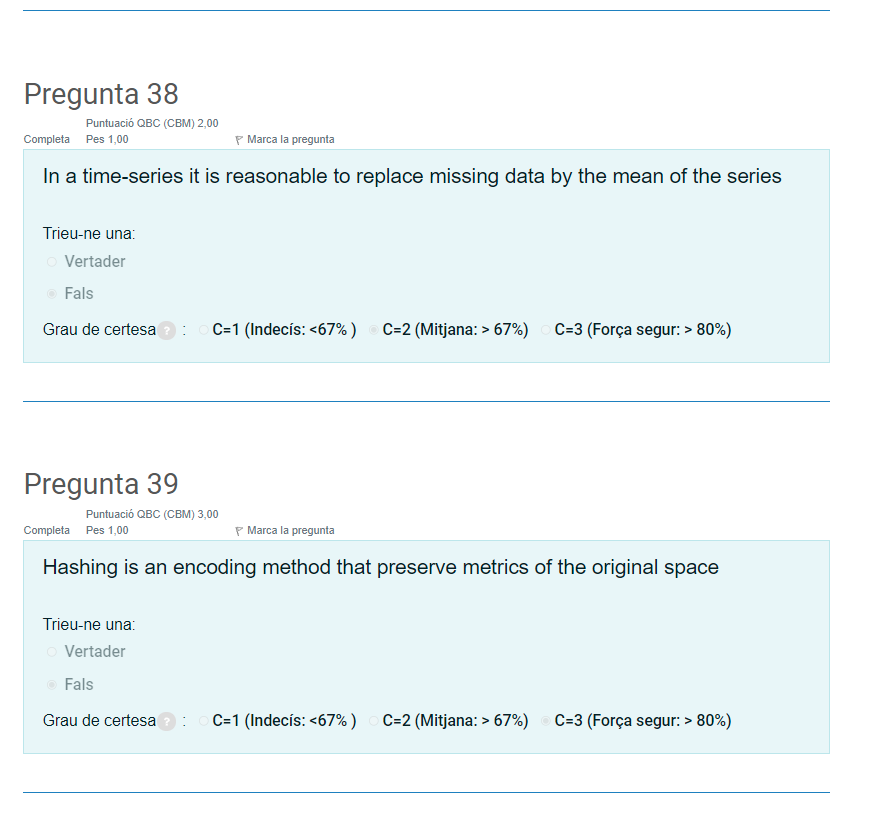 Pregunta 38
Puntuació QBC (CBM) 2,00
Completa Pes 1,00 Marca la pregunta
In a time-series it is reasonable to replace missing data by the mean of the series
Trieu-ne una:
Vertader
Fals
Grau de certesa ? : C=1 (Indecís: <67% ) C=2 (Mitjana: > 67%) C=3 (Força segur: > 80%)
Pregunta 39
Puntuació QBC (CBM) 3,00
Completa Pes 1,00 Marca la pregunta
Hashing is an encoding method that preserve metrics of the original space
Trieu-ne una:
Vertader
Fals
Grau de certesa ? : C=1 (Indecís: <67% ) C=2 (Mitjana: > 67%) C=3 (Força segur: > 80%)